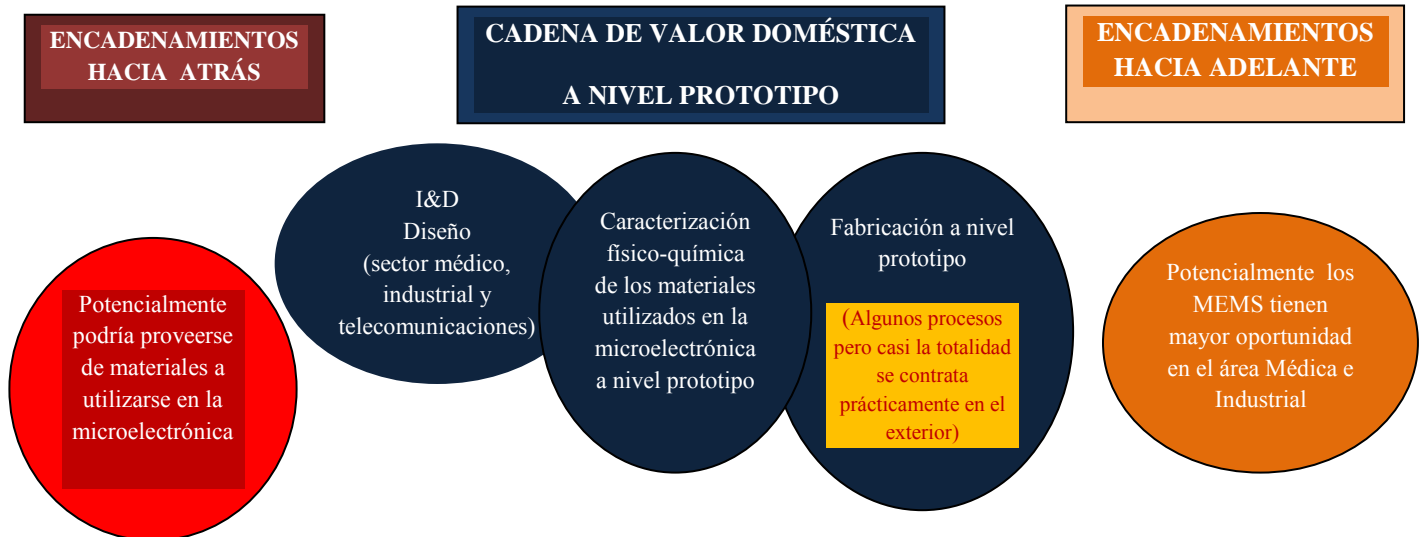 ENCADENAMIENTOS
HACIA ATRÁS
CADENA DE VALOR DOMÉSTICA
A NIVEL PROTOTIPO
ENCADENAMIENTOS
HACIA ADELANTE
Potencialmente
podría proveerse
de materiales a
utilizarse en la
microelectrónica
I&D
Diseño
(sector médico,
industrial y
telecomunicaciones)
Caracterización
físico-química
de los materiales
utilizados en la
microelectrónica
a nivel prototipo
Fabricación a nivel
prototipo
(Algunos procesos
pero casi la totalidad
se contrata
prácticamente en el
exterior)
Potencialmente los
MEMS tienen
mayor oportunidad
en el área Médica e
Industrial